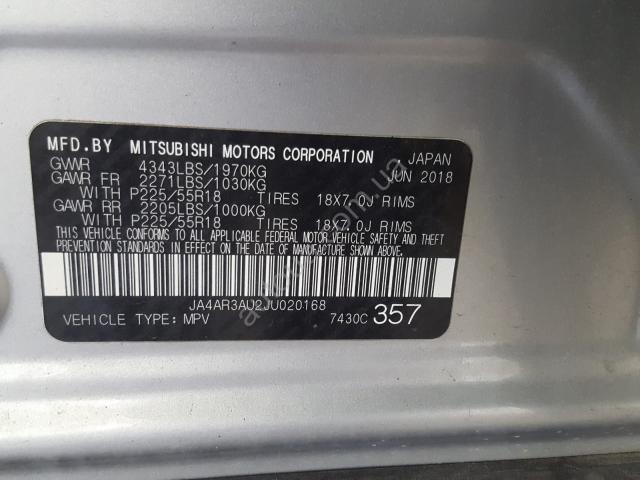 MFD.BY MITSUBISHI MOTORS CORPORATION , JAPAN
GVWR 4343LBS/1970KG JUN 2018
GAWR FR 2271LBS/1030KG
WITH P225/55R18 TIRES 18X7.0J RIMS
GAWR RR 2205LBS/1000KG
WITH P225/55R18 TIRES 18X7.0J RIMS
THIS VEHICLE CONFORMS TO ALL APPLICABLE FEDERAL MOTOR VEHICLE SAFETY AND THEFT
PREVENTION STANDARDS IN EFFECT ON THE DATE OF MANUFACTURE SHOWN ABOVE.
JA4AR3AU2JU020168
VEHICLE TYPE: MPV 7430C 357